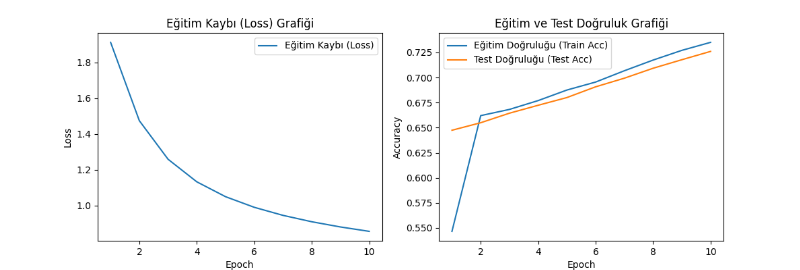 Eğitim Kaybı (Loss) Grafiği
Eğitim Kaybı (Loss)
1.8
1.6
1.4
1.2
1.0
Loss
2 4 6 8 10
Epoch
Eğitim ve Test Doğruluk Grafiği
Eğitim Doğruluğu (Train Acc)
Test Doğruluğu (Test Acc)
0.725
0.700
0.675
0.650
0.625
0.600
0.575
0.550
Accuracy
2 4 6 8 10
Epoch